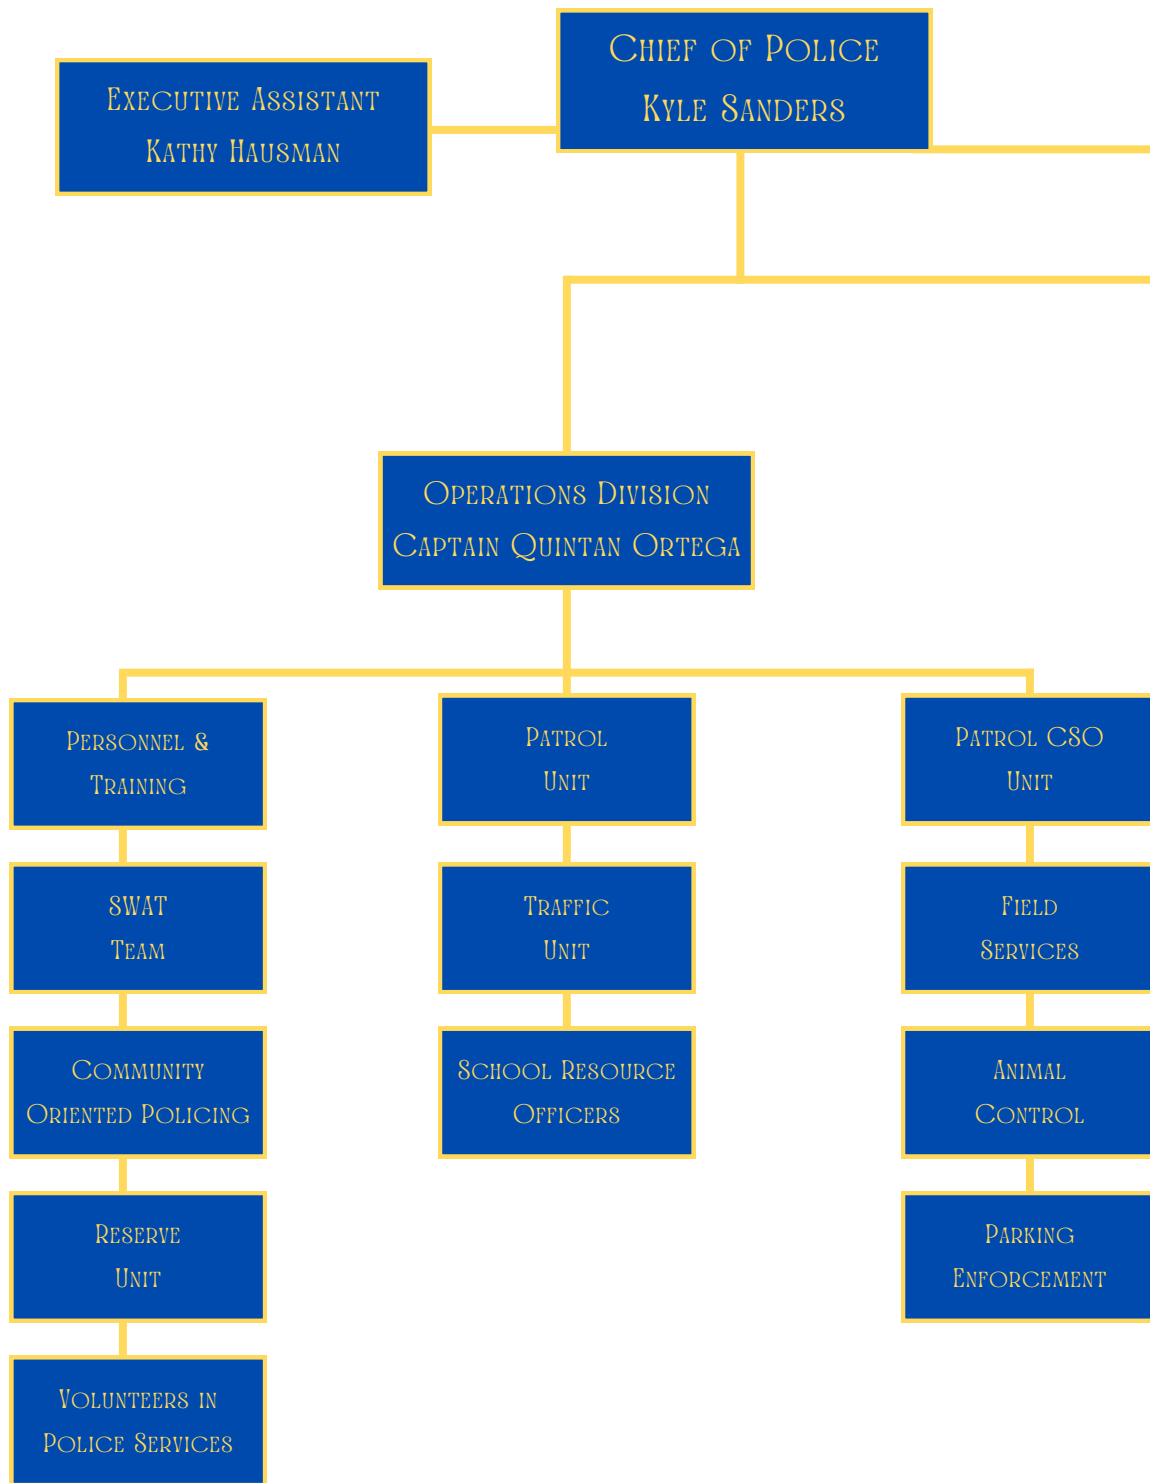 Chief of Police
Kyle Sanders
Executive Assistant
Kathy Hausman
Operations Division
Captain Quintan Ortega
Personnel &
Training
SWAT
Team
Community
Oriented Policing
Reserve
Unit
Volunteers in
Police Services
Patrol
Unit
Traffic
Unit
School Resource
Officers
Patrol CSO
Unit
Field
Services
Animal
Control
Parking
Enforcement